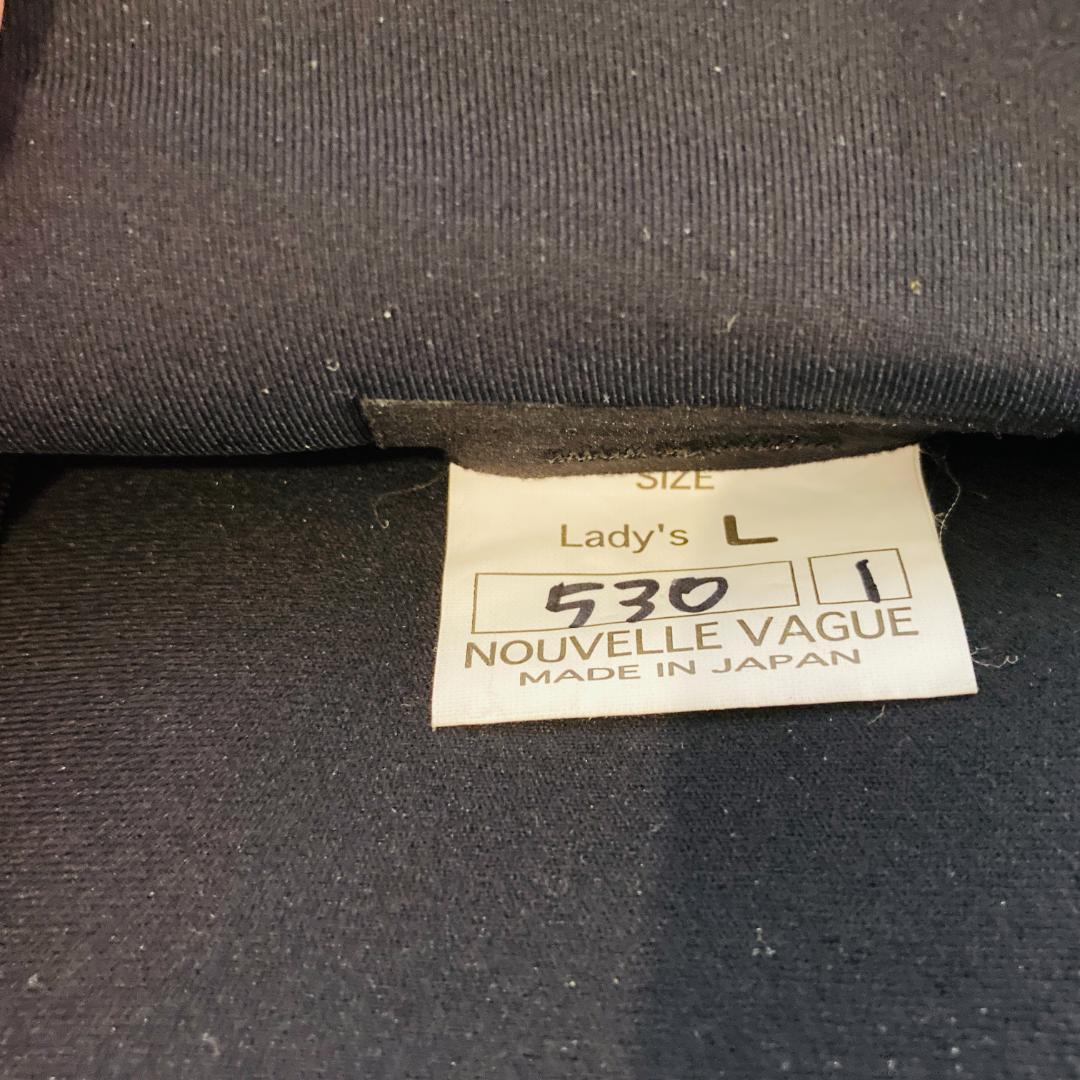 SIZE
Lady's L
530 1
NOUVELLE VAGUE
MADE IN JAPAN